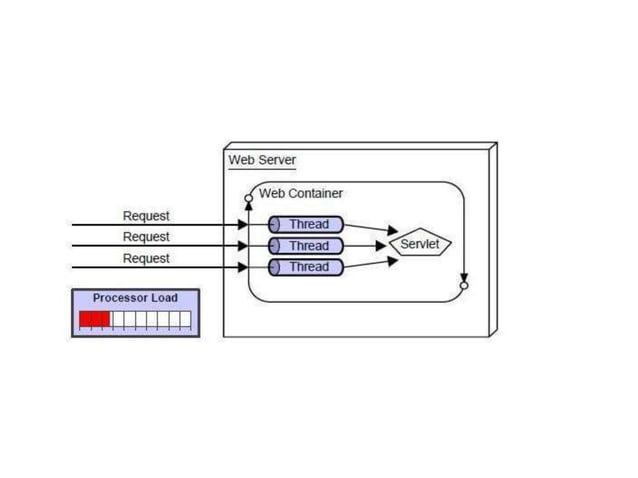 Web Server
Web Container
Request
Thread
Request
Thread
Servlet
Request
Thread
Processor Load